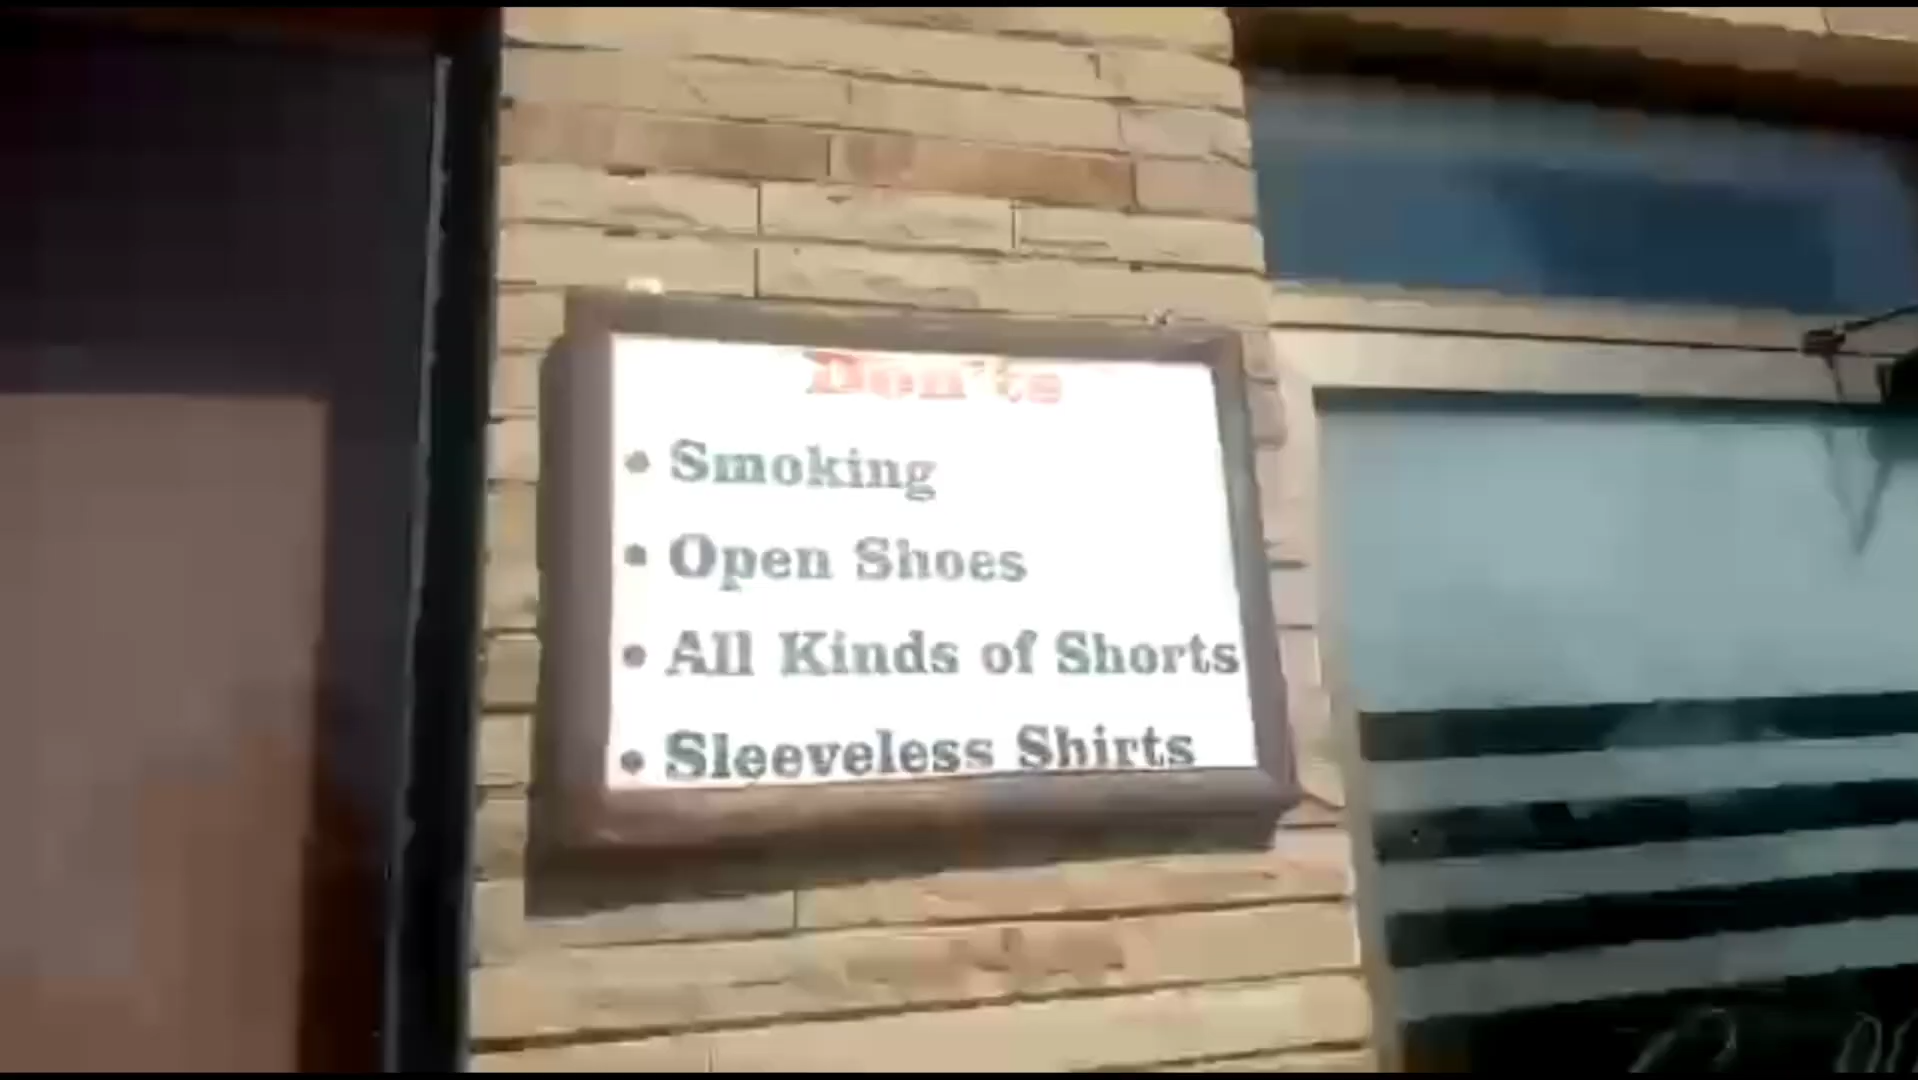 Don'ts
• Smoking
• Open Shoes
• All Kinds of Shorts
• Sleeveless Shirts